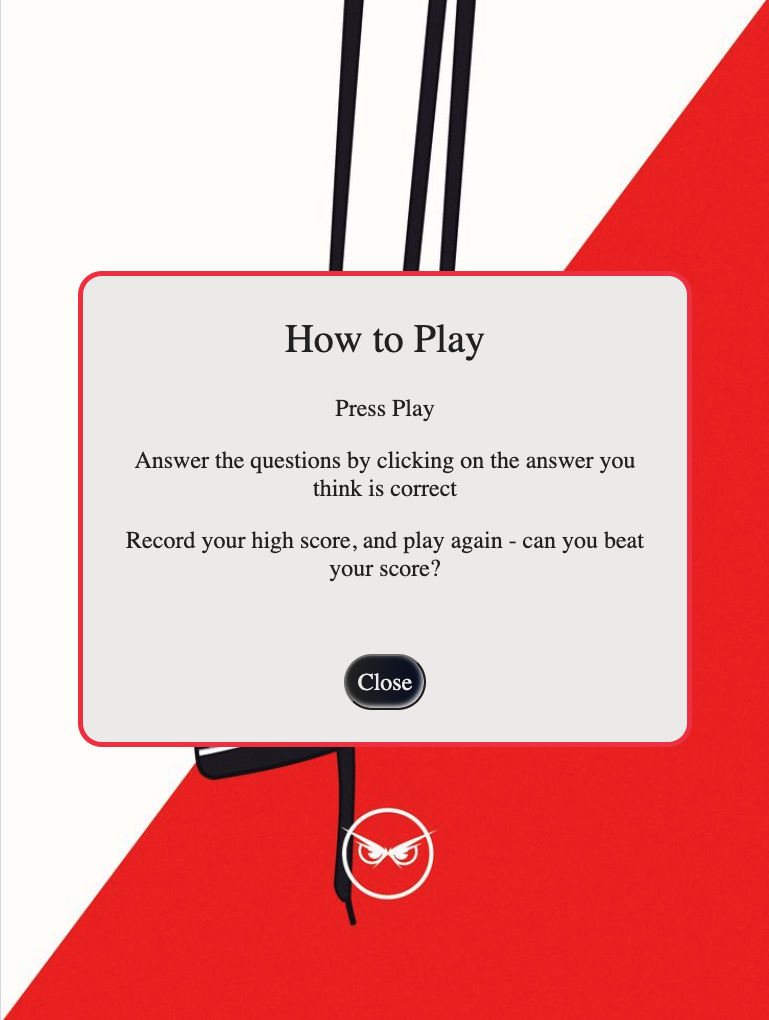 How to Play
Press Play
Answer the questions by clicking on the answer you
think is correct
Record your high score, and play again - can you beat
your score?
Close